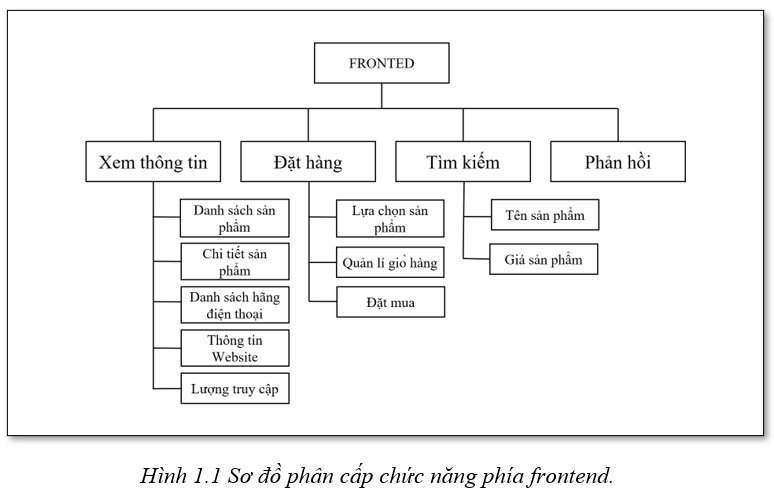 FRONTED
Xem thông tin
Đặt hàng
Tìm kiếm
Phản hồi
Danh sách sản
phẩm
Chi tiết sản
phẩm
Danh sách hãng
điện thoại
Thông tin
Website
Lượng truy cập
Lựa chọn sản
phẩm
Quản lí giỏ hàng
Đặt mua
Tên sản phẩm
Giá sản phẩm
Hình 1.1 Sơ đồ phân cấp chức năng phía frontend.